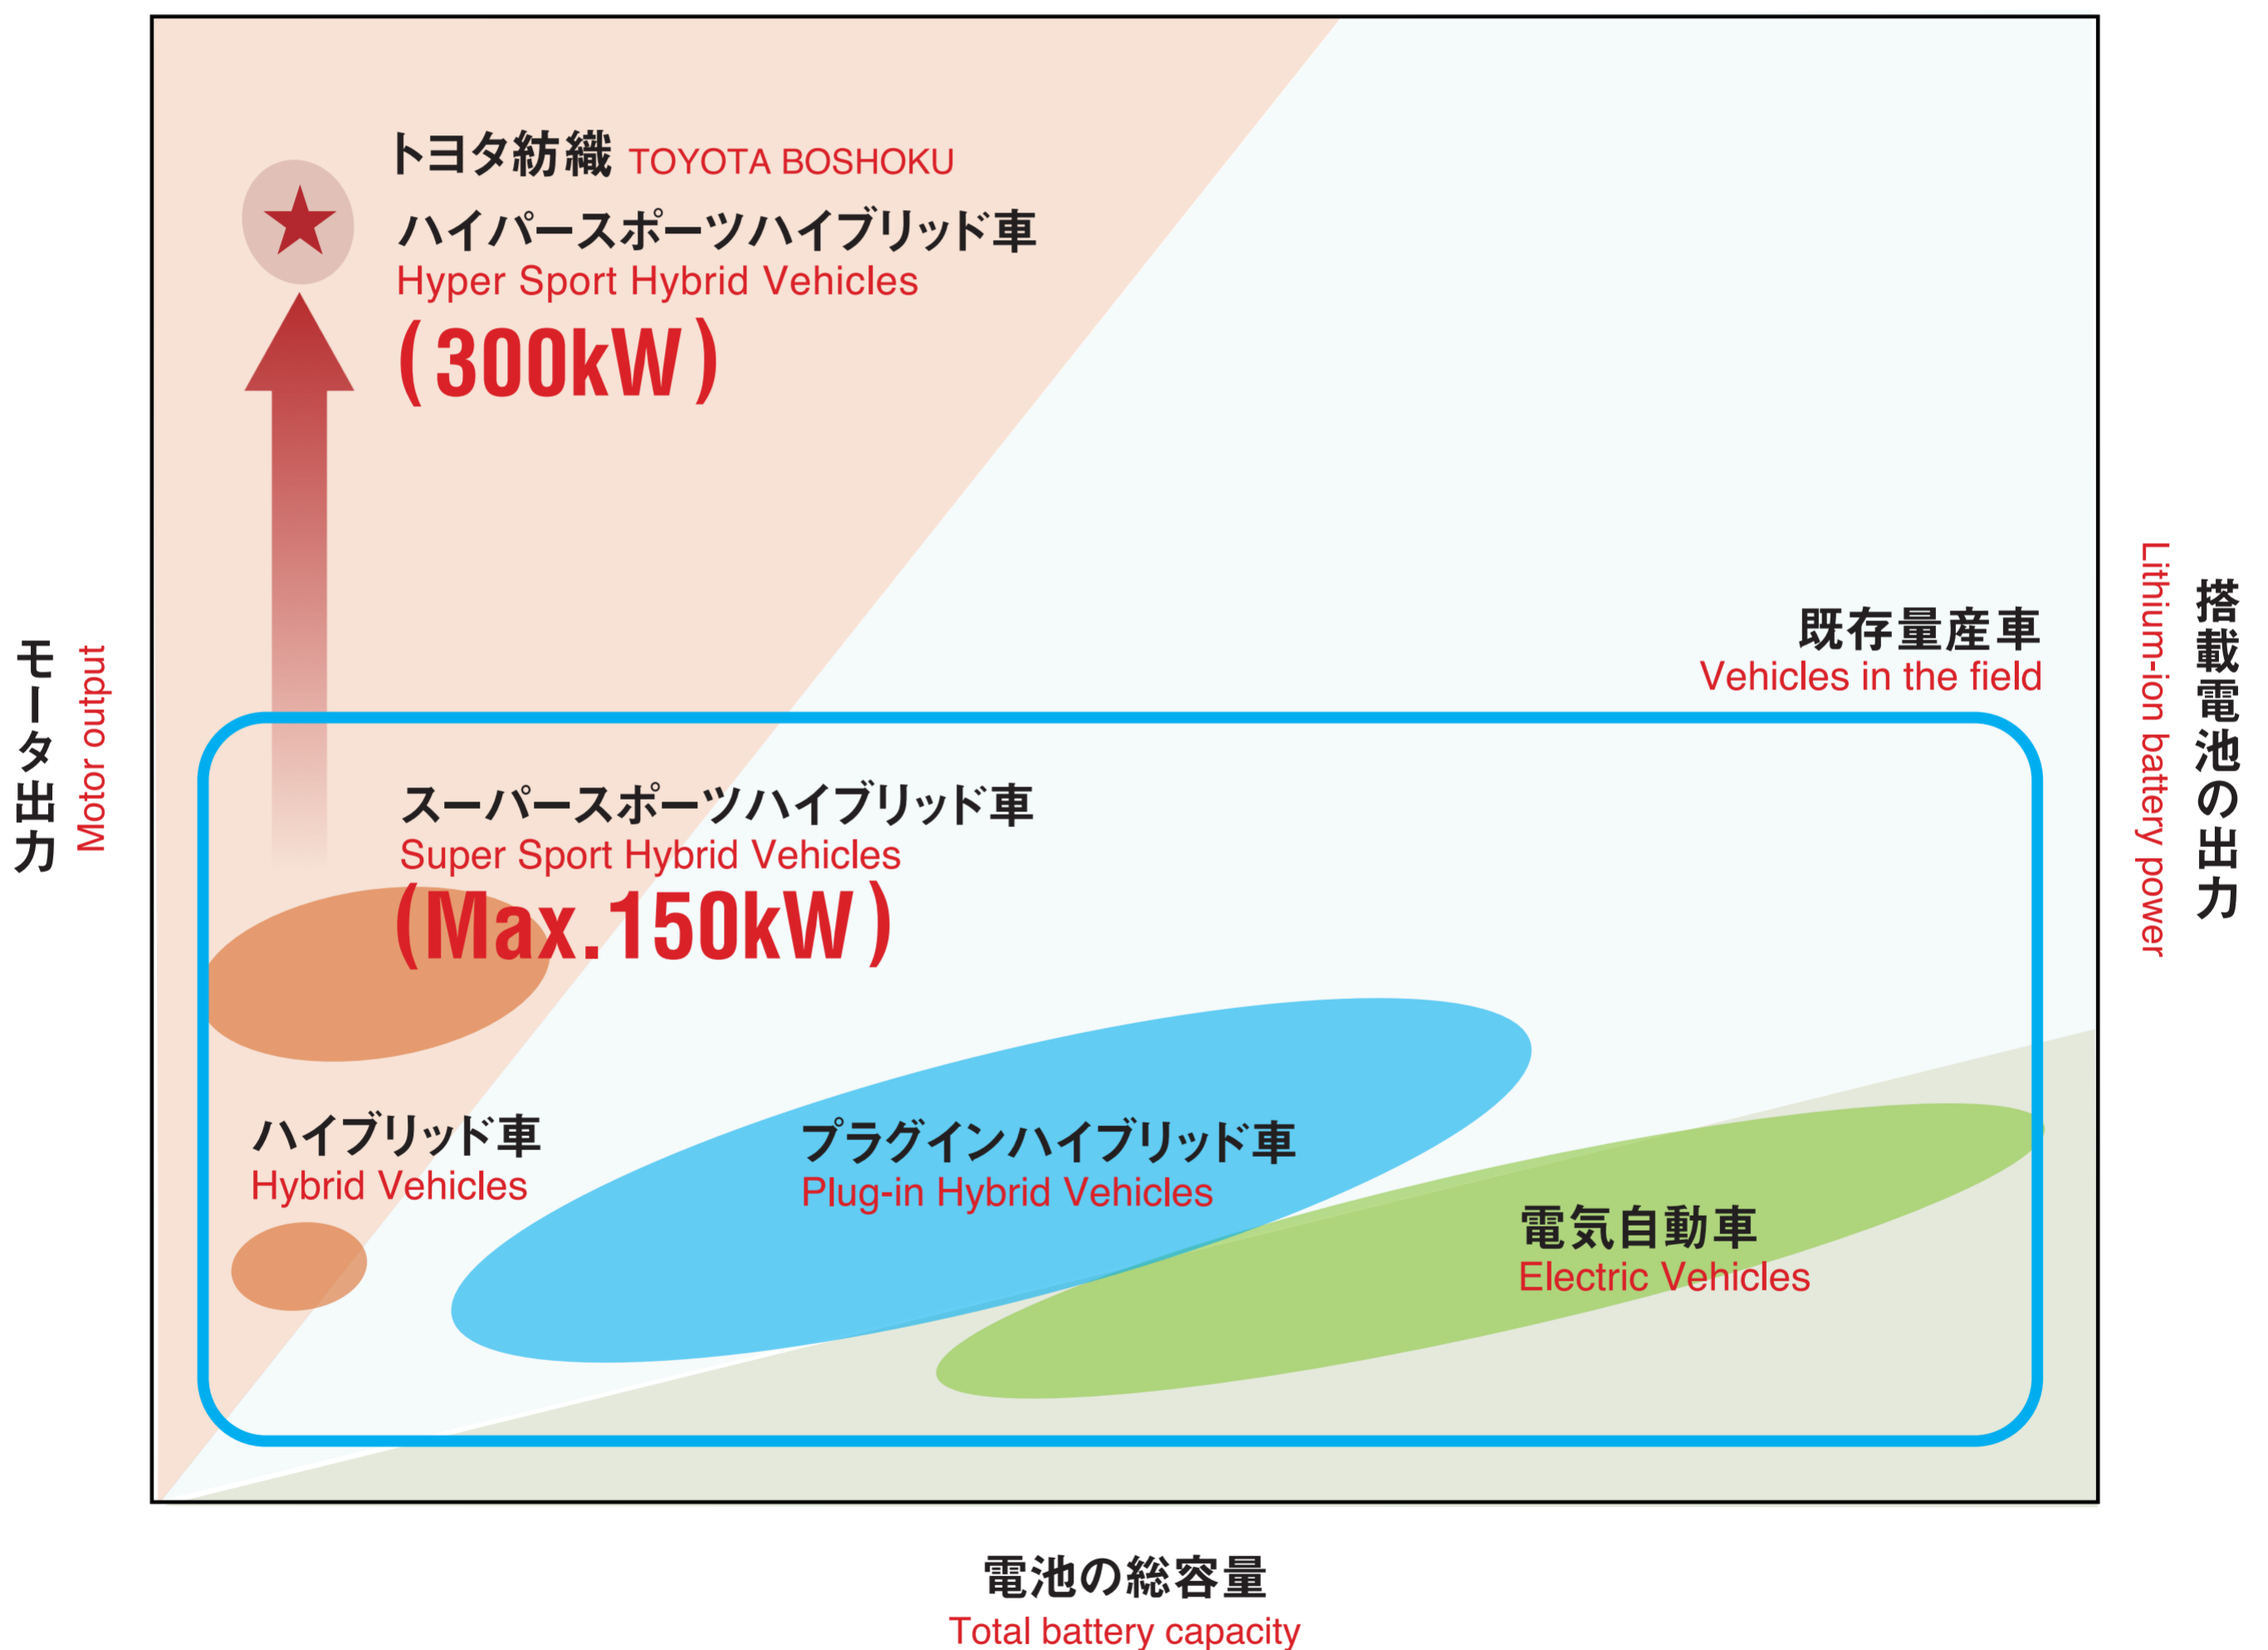 トヨタ紡織 TOYOTA BOSHOKU
ハイパースポーツハイブリッド車
Hyper Sport Hybrid Vehicles
(300kW)
既存量産車
Vehicles in the field
スーパースポーツハイブリッド車
Super Sport Hybrid Vehicles
(Max.150kW)
ハイブリッド車
Hybrid Vehicles
プラグインハイブリッド車
Plug-in Hybrid Vehicles
電気自動車
Electric Vehicles
モータ出力
Motor output
搭載電池の出力
Lithium-ion battery power
電池の総容量
Total battery capacity